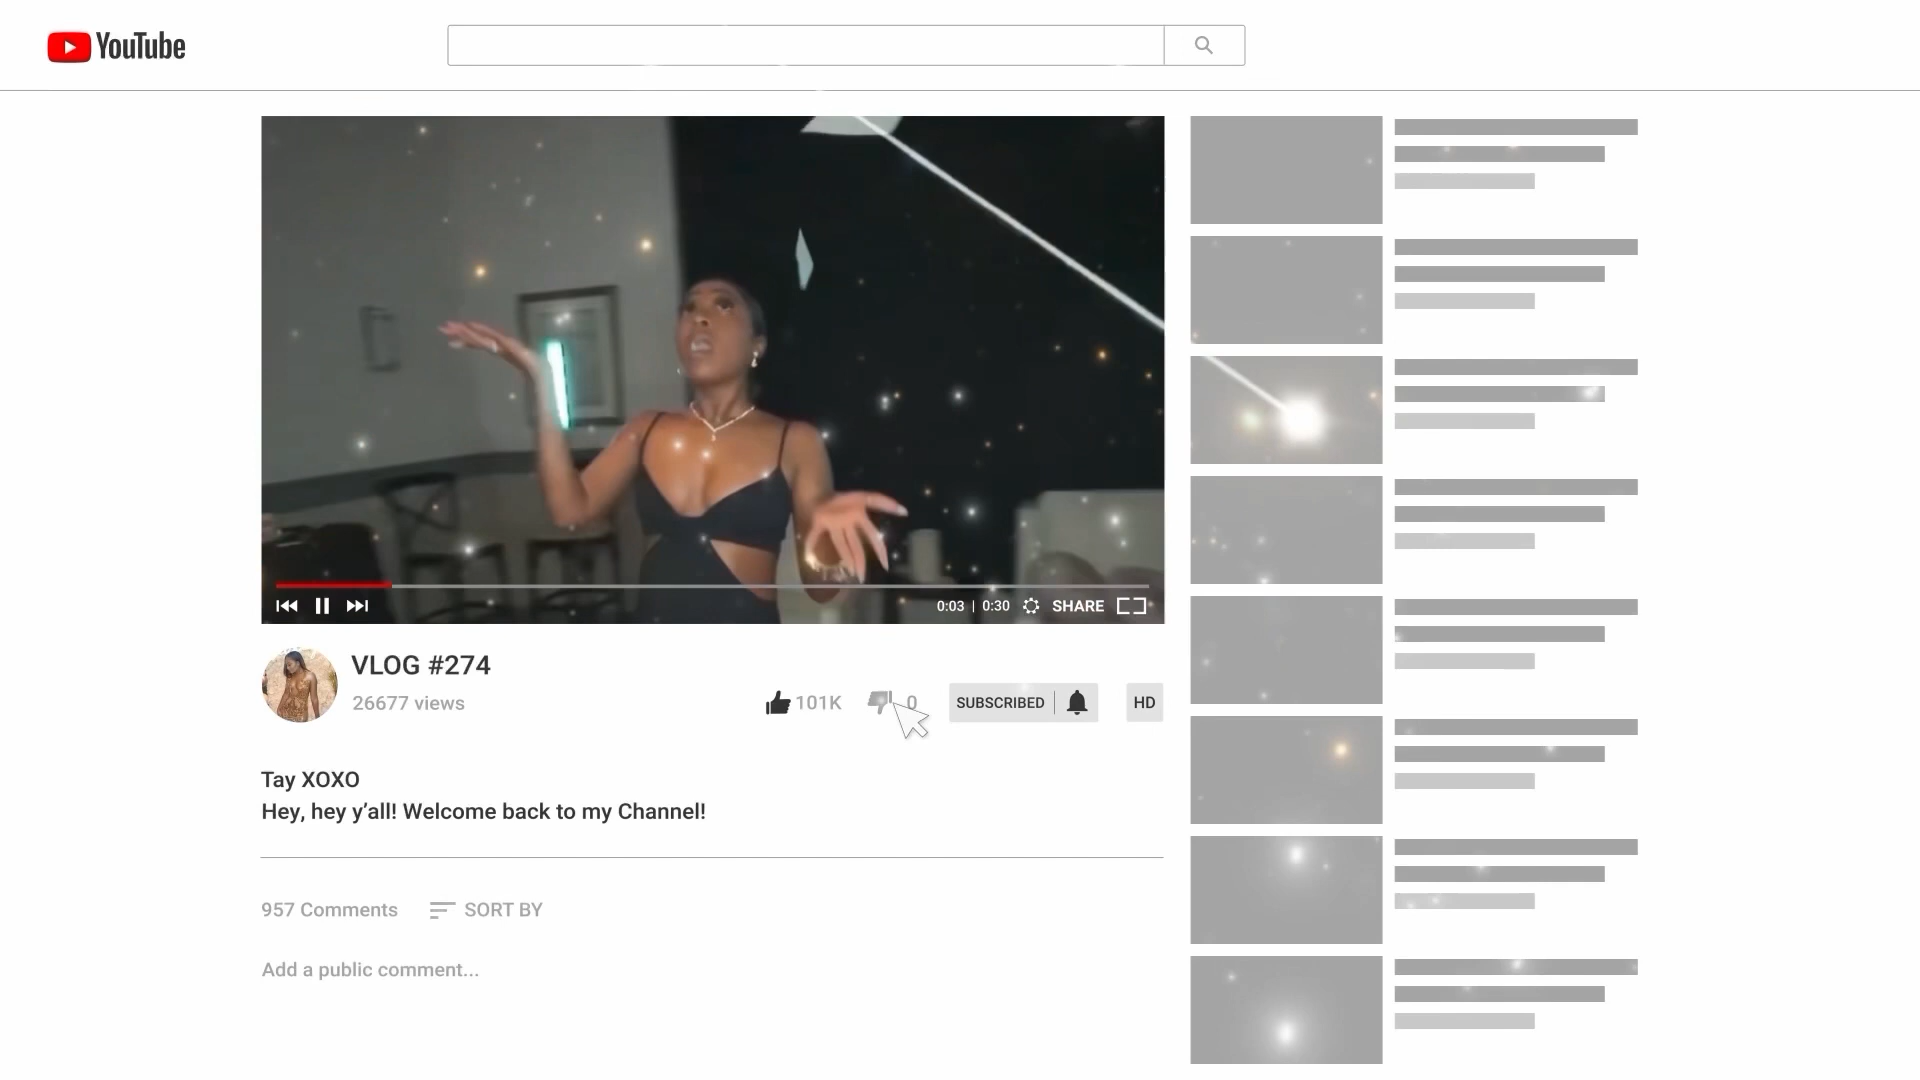 YouTube
0:03 | 0:30 SHARE
VLOG #274
26677 views
101K 0 SUBSCRIBED HD
Tay XOXO
Hey, hey y’all! Welcome back to my Channel!
957 Comments SORT BY
Add a public comment...